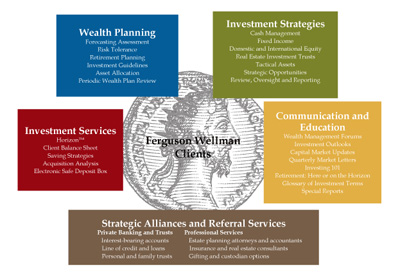 Wealth Planning
Forecasting Assessment
Risk Tolerance
Retirement Planning
Investment Guidelines
Asset Allocation
Periodic Wealth Plan Review
Investment Strategies
Cash Management
Fixed Income
Domestic and International Equity
Real Estate Investment Trusts
Tactical Assets
Strategic Opportunities
Review, Oversight and Reporting
Investment Services
Horizon™
Client Balance Sheet
Saving Strategies
Acquisition Analysis
Electronic Safe Deposit Box
Ferguson Wellman
Clients
Communication and
Education
Wealth Management Forums
Investment Outlooks
Capital Market Updates
Quarterly Market Letters
Investing 101
Retirement: Here or on the Horizon
Glossary of Investment Terms
Special Reports
Strategic Alliances and Referral Services
Private Banking and Trusts
Interest-bearing accounts
Line of credit and loans
Personal and family trusts
Professional Services
Estate planning attorneys and accountants
Insurance and real estate consultants
Gifting and custodian options